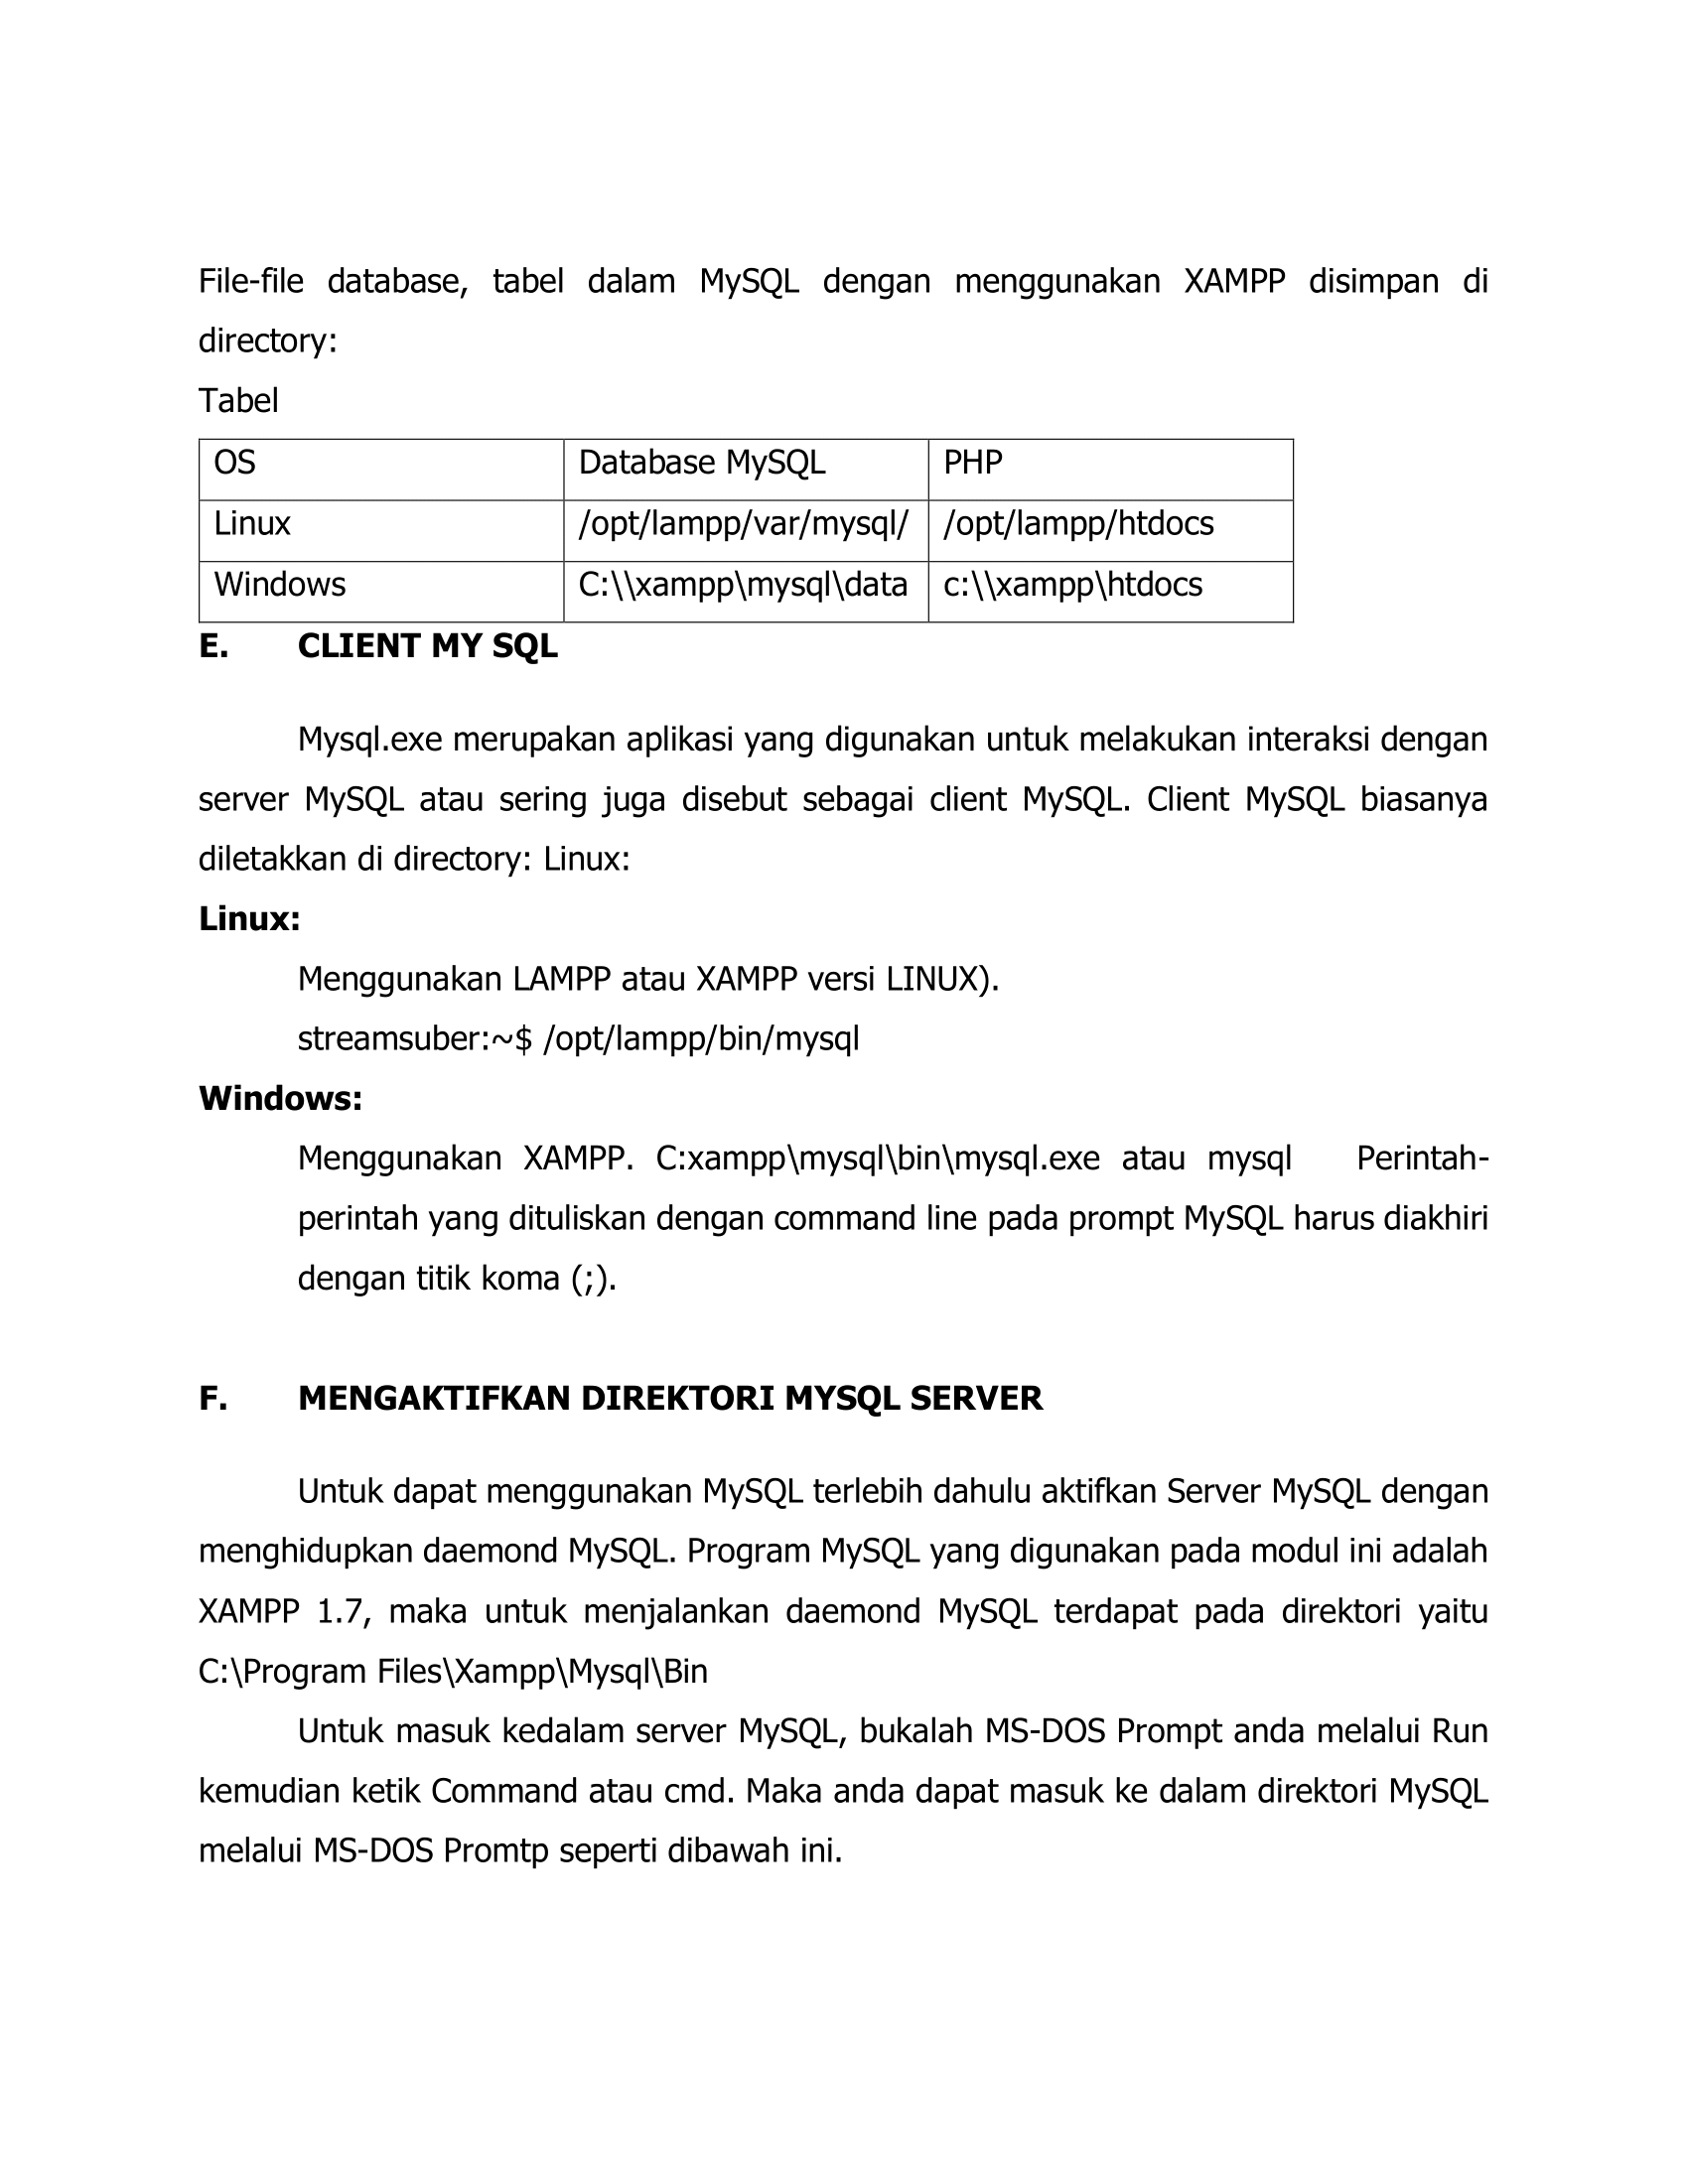 File-file database, tabel dalam MySQL dengan menggunakan XAMPP disimpan di
directory:
Tabel
OS Database MySQL PHP
Linux /opt/lampp/var/mysql/ /opt/lampp/htdocs
Windows C:\\xampp\mysql\data c:\\xampp\htdocs
E. CLIENT MY SQL
Mysql.exe merupakan aplikasi yang digunakan untuk melakukan interaksi dengan
server MySQL atau sering juga disebut sebagai client MySQL. Client MySQL biasanya
diletakkan di directory: Linux:
Linux:
Menggunakan LAMPP atau XAMPP versi LINUX).
streamsuber:~$ /opt/lampp/bin/mysql
Windows:
Menggunakan XAMPP. C:xampp\mysql\bin\mysql.exe atau mysql Perintah-
perintah yang dituliskan dengan command line pada prompt MySQL harus diakhiri
dengan titik koma (;).
F. MENGAKTIFKAN DIREKTORI MYSQL SERVER
Untuk dapat menggunakan MySQL terlebih dahulu aktifkan Server MySQL dengan
menghidupkan daemond MySQL. Program MySQL yang digunakan pada modul ini adalah
XAMPP 1.7, maka untuk menjalankan daemond MySQL terdapat pada direktori yaitu
C:\Program Files\Xampp\Mysql\Bin
Untuk masuk kedalam server MySQL, bukalah MS-DOS Prompt anda melalui Run
kemudian ketik Command atau cmd. Maka anda dapat masuk ke dalam direktori MySQL
melalui MS-DOS Promtp seperti dibawah ini.